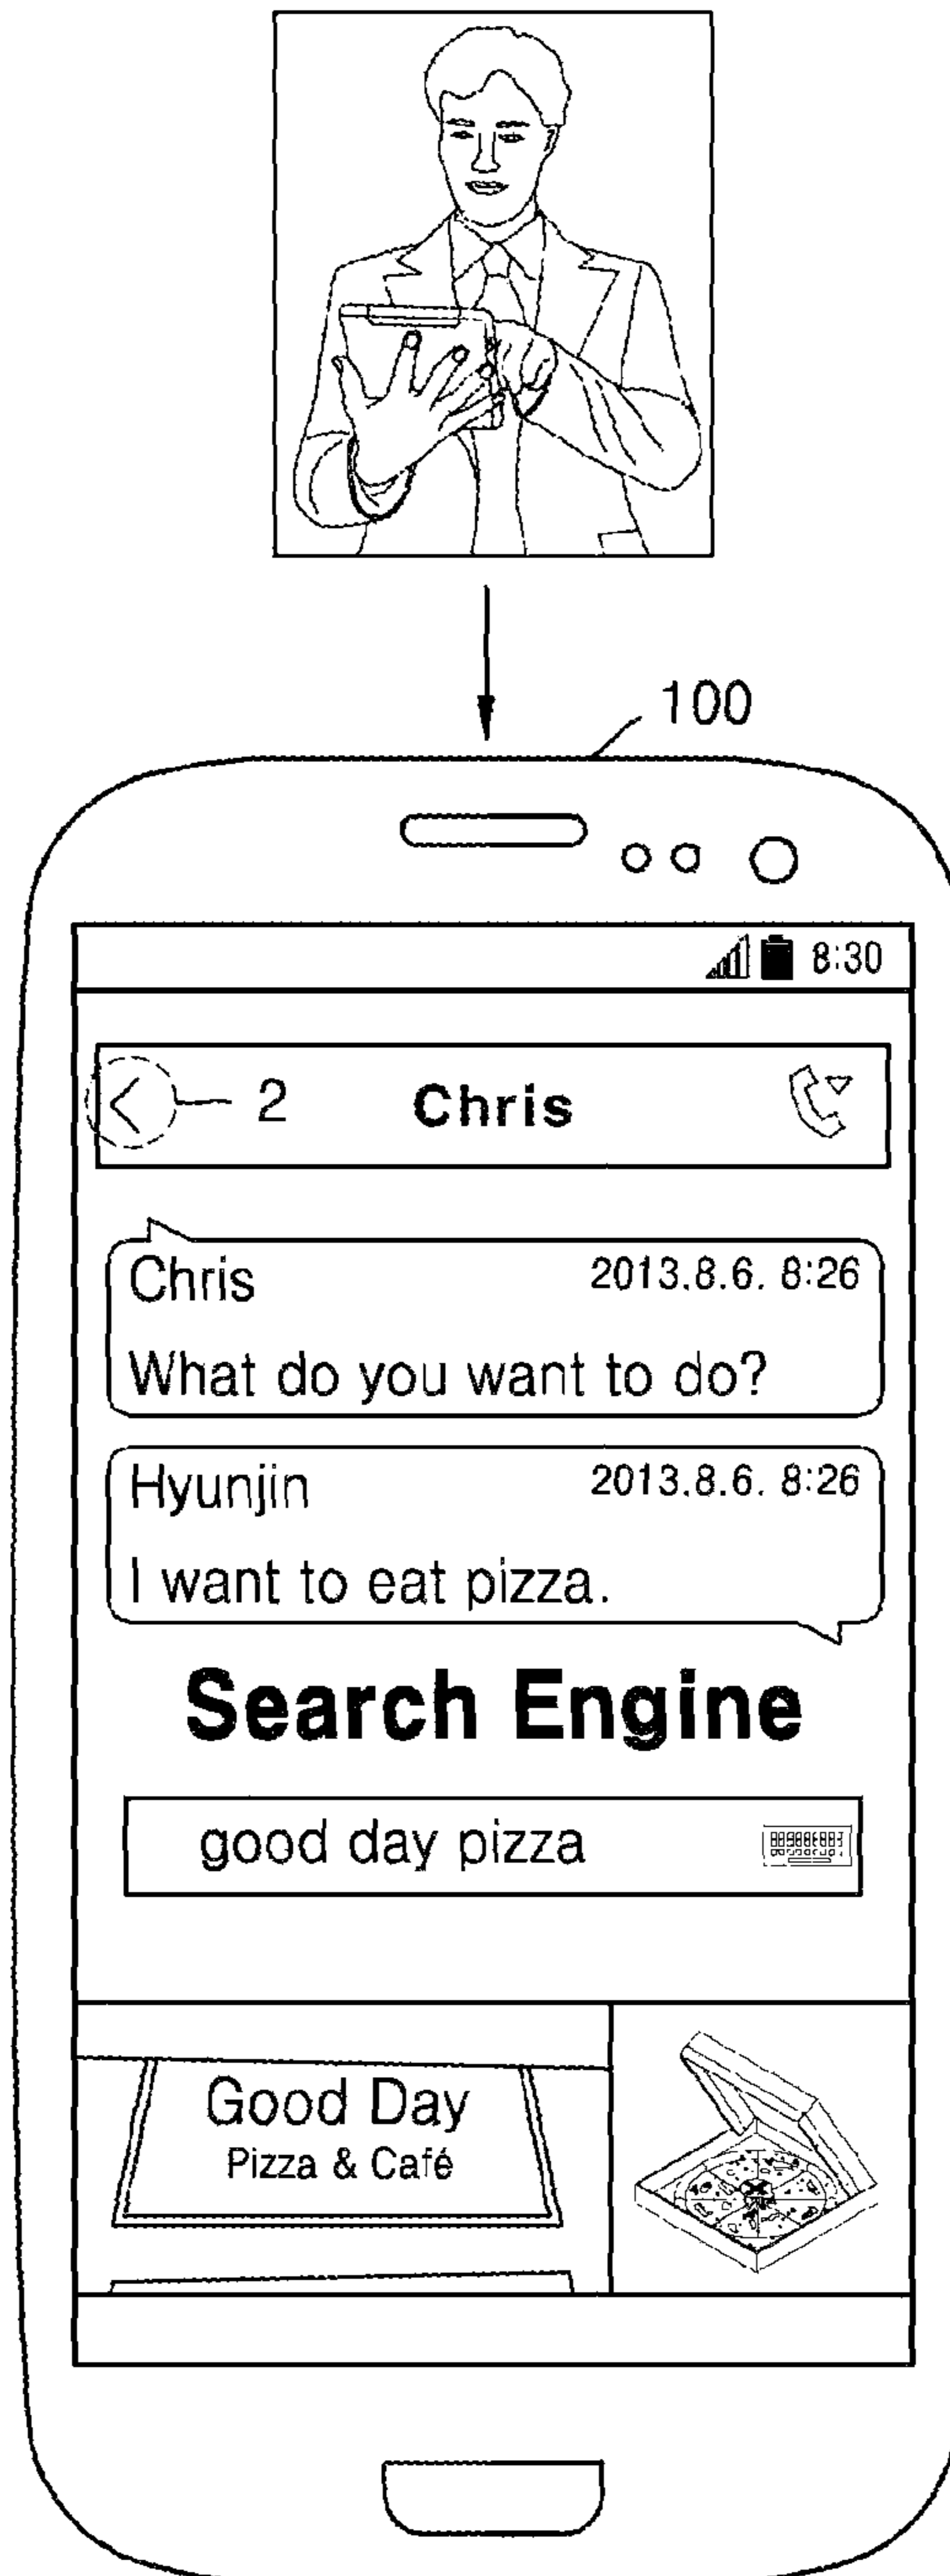 100
8:30
2 Chris
Chris 2013.8.6. 8:26
What do you want to do?
Hyunjin 2013.8.6. 8:26
I want to eat pizza.
Search Engine
good day pizza
Good Day
Pizza & Café